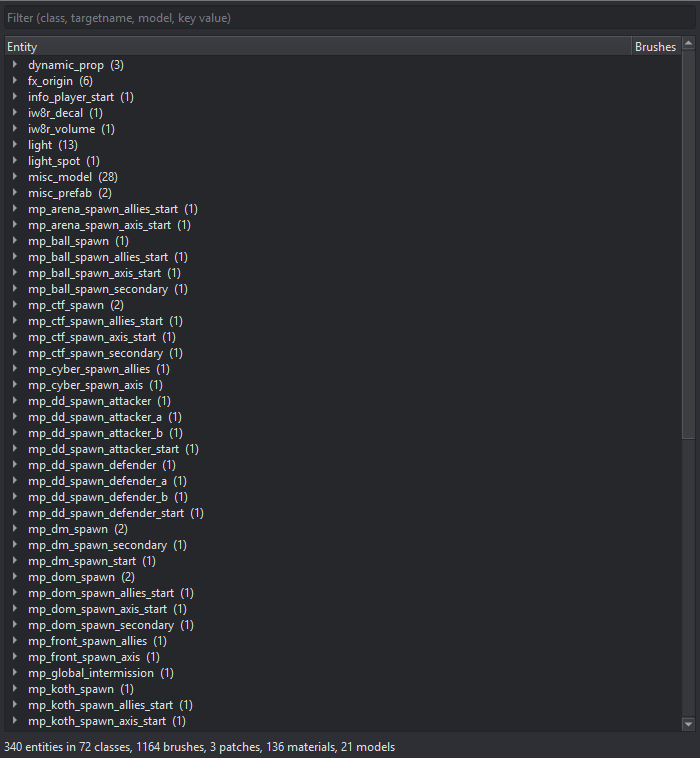 Filter (class, targetname, model, key value)
Entity Brushes
dynamic_prop (3)
fx_origin (6)
info_player_start (1)
iw8r_decal (1)
iw8r_volume (1)
light (13)
light_spot (1)
misc_model (28)
misc_prefab (2)
mp_arena_spawn_allies_start (1)
mp_arena_spawn_axis_start (1)
mp_ball_spawn (1)
mp_ball_spawn_allies_start (1)
mp_ball_spawn_axis_start (1)
mp_ball_spawn_secondary (1)
mp_ctf_spawn (2)
mp_ctf_spawn_allies_start (1)
mp_ctf_spawn_axis_start (1)
mp_ctf_spawn_secondary (1)
mp_cyber_spawn_allies (1)
mp_cyber_spawn_axis (1)
mp_dd_spawn_attacker (1)
mp_dd_spawn_attacker_a (1)
mp_dd_spawn_attacker_b (1)
mp_dd_spawn_attacker_start (1)
mp_dd_spawn_defender (1)
mp_dd_spawn_defender_a (1)
mp_dd_spawn_defender_b (1)
mp_dd_spawn_defender_start (1)
mp_dm_spawn (2)
mp_dm_spawn_secondary (1)
mp_dm_spawn_start (1)
mp_dom_spawn (2)
mp_dom_spawn_allies_start (1)
mp_dom_spawn_axis_start (1)
mp_dom_spawn_secondary (1)
mp_front_spawn_allies (1)
mp_front_spawn_axis (1)
mp_global_intermission (1)
mp_koth_spawn (1)
mp_koth_spawn_allies_start (1)
mp_koth_spawn_axis_start (1)
340 entities in 72 classes, 1164 brushes, 3 patches, 136 materials, 21 models